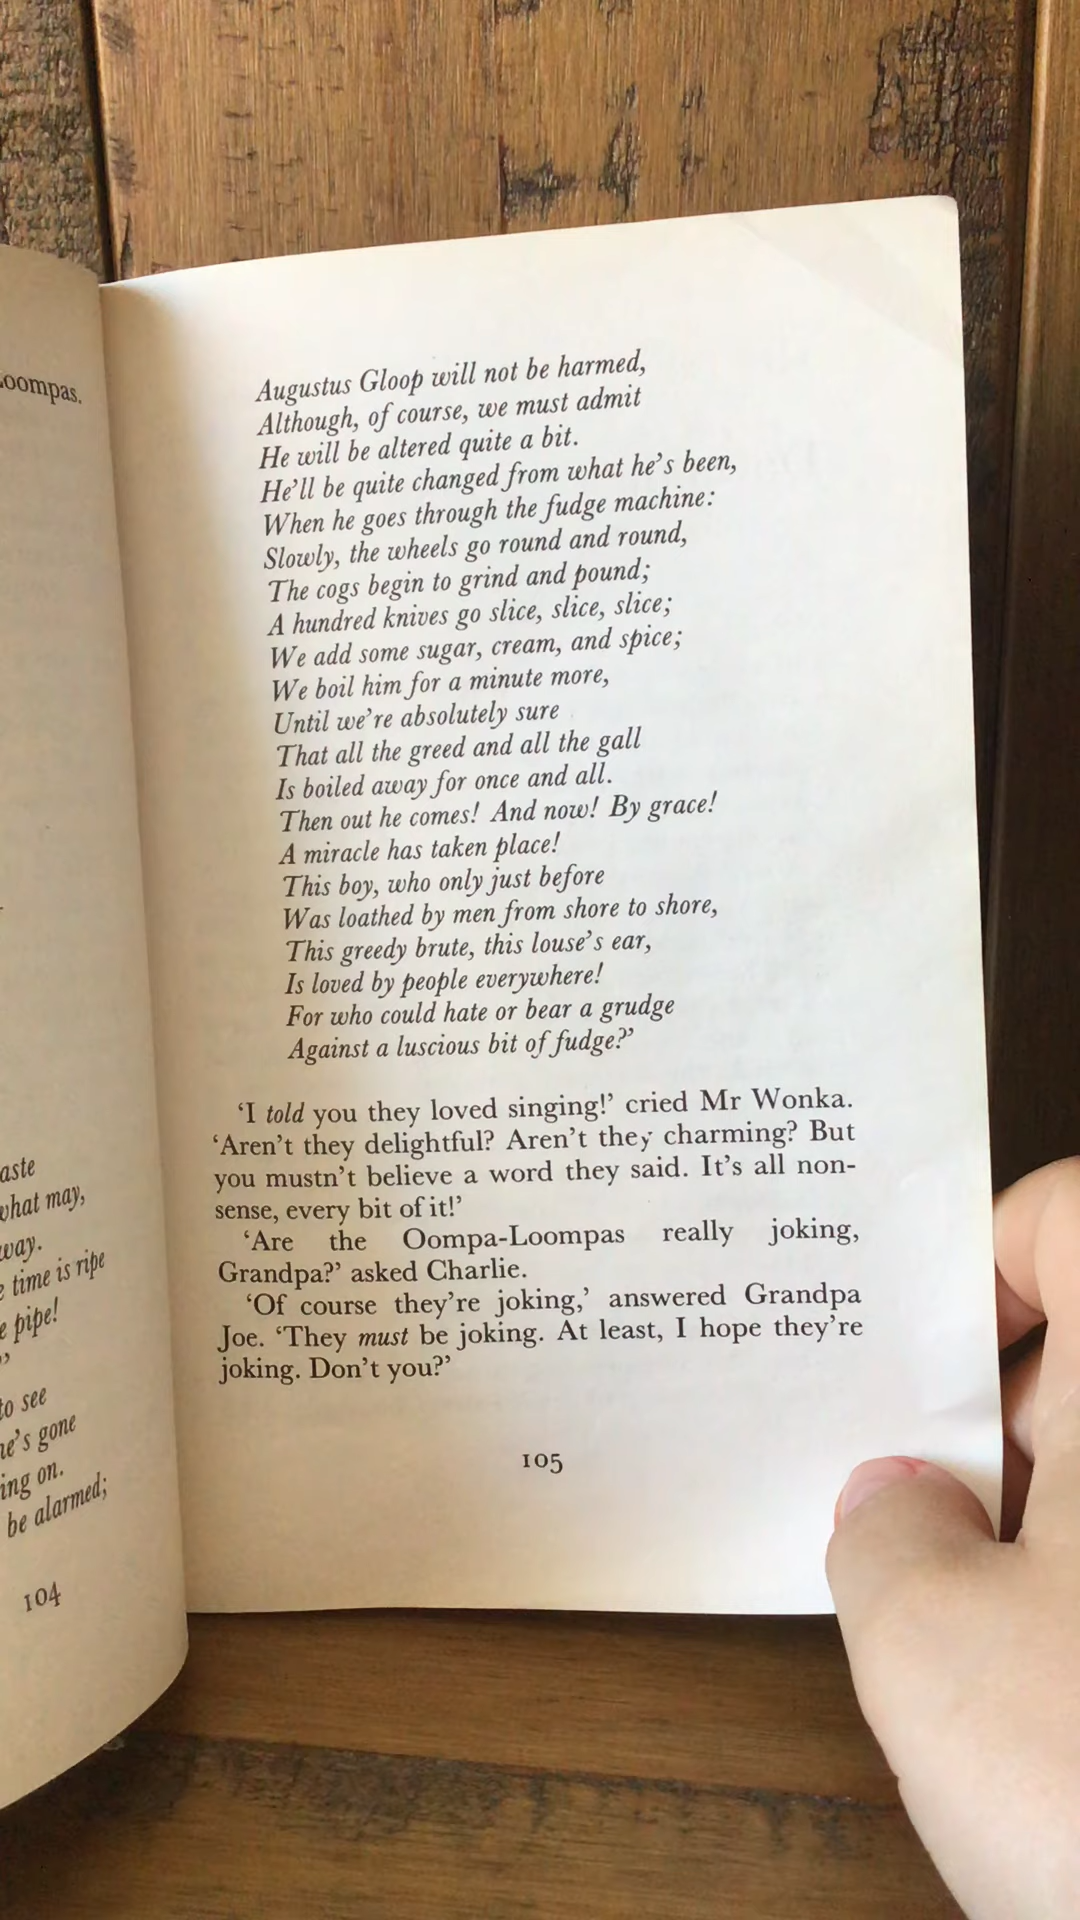 Loompas.
aste
what may,
way.
time is ripe
pipe!
to see
he's gone
ing on.
be alarmed;
104
Augustus Gloop will not be harmed,
Although, of course, we must admit
He will be altered quite a bit.
He'll be quite changed from what he's been,
When he goes through the fudge machine:
Slowly, the wheels go round and round,
The cogs begin to grind and pound;
A hundred knives go slice, slice, slice;
We add some sugar, cream, and spice;
We boil him for a minute more,
Until we're absolutely sure
That all the greed and all the gall
Is boiled away for once and all.
Then out he comes! And now! By grace!
A miracle has taken place!
This boy, who only just before
Was loathed by men from shore to shore,
This greedy brute, this louse's ear,
Is loved by people everywhere!
For who could hate or bear a grudge
Against a luscious bit of fudge?'
'I told you they loved singing!' cried Mr Wonka.
'Aren't they delightful? Aren't they charming? But
you mustn't believe a word they said. It's all non-
sense, every bit of it!'
'Are the Oompa-Loompas really joking,
Grandpa?' asked Charlie.
'Of course they're joking,' answered Grandpa
Joe. 'They must be joking. At least, I hope they're
joking. Don't you?'
105